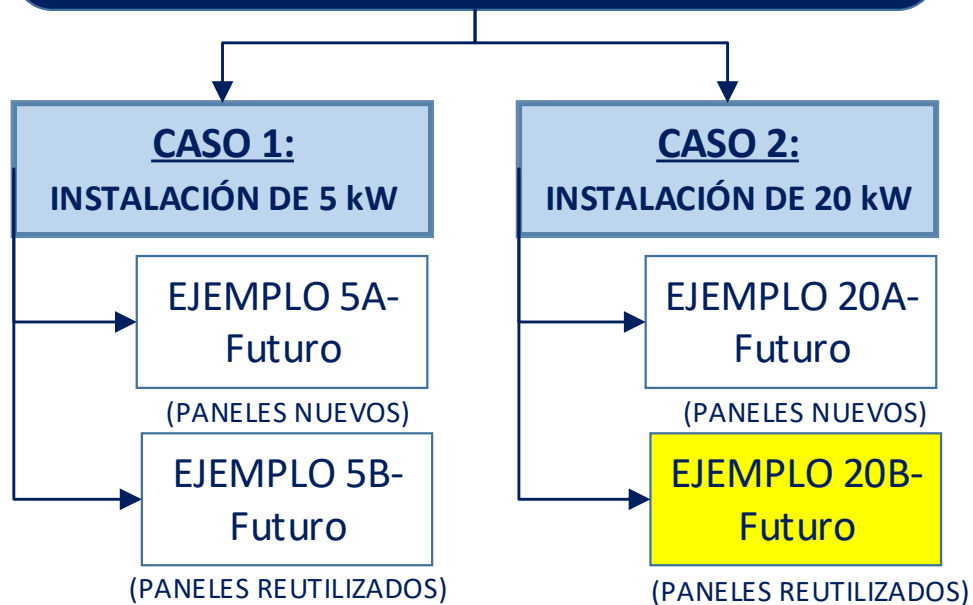 CASO 1:
INSTALACIÓN DE 5 kW
EJEMPLO 5A-
Futuro
(PANELES NUEVOS)
EJEMPLO 5B-
Futuro
(PANELES REUTILIZADOS)
CASO 2:
INSTALACIÓN DE 20 kW
EJEMPLO 20A-
Futuro
(PANELES NUEVOS)
EJEMPLO 20B-
Futuro
(PANELES REUTILIZADOS)